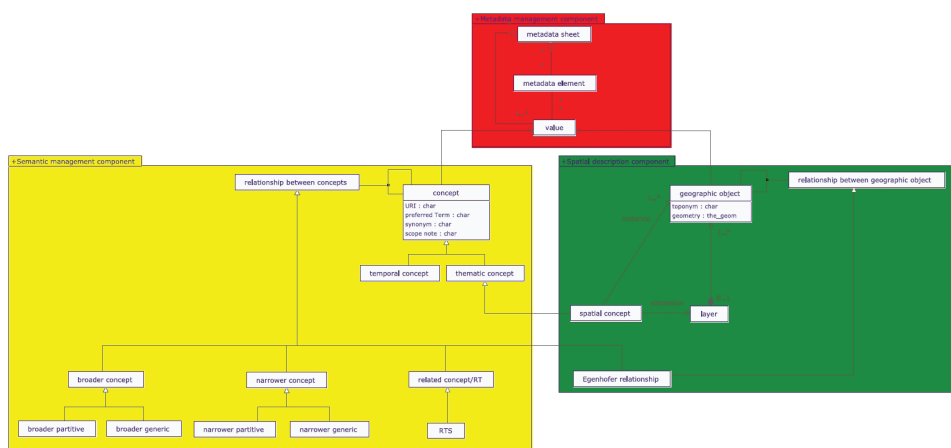 +Metadata management component
metadata sheet
metadata element
value
+Semantic management component
relationship between concepts
concept
URI : char
preferred Term : char
synonym : char
scope note : char
temporal concept
thematic concept
broader concept
narrower concept
related concept/RT
broader partitive
broader generic
narrower partitive
narrower generic
RTS
+Spatial description component
geographic object
toponym : char
geometry : the_geom
relationship between geographic object
spatial concept
layer
Egenhofer relationship